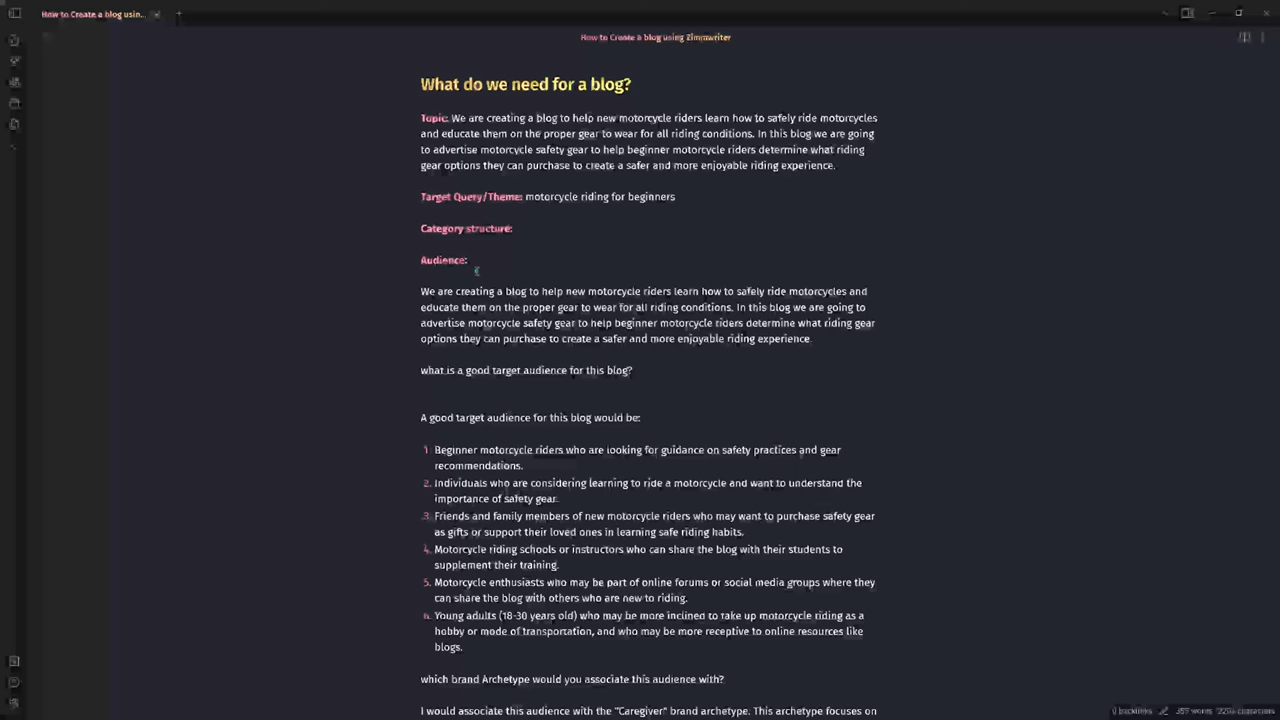 How to Create a blog usin...
How to Create a blog using Zimmwriter
What do we need for a blog?
Topic: We are creating a blog to help new motorcycle riders learn how to safely ride motorcycles
and educate them on the proper gear to wear for all riding conditions. In this blog we are going
to advertise motorcycle safety gear to help beginner motorcycle riders determine what riding
gear options they can purchase to create a safer and more enjoyable riding experience.
Target Query/Theme: motorcycle riding for beginners
Category structure:
Audience:
We are creating a blog to help new motorcycle riders learn how to safely ride motorcycles and
educate them on the proper gear to wear for all riding conditions. In this blog we are going to
advertise motorcycle safety gear to help beginner motorcycle riders determine what riding gear
options they can purchase to create a safer and more enjoyable riding experience.
what is a good target audience for this blog?
A good target audience for this blog would be:
1. Beginner motorcycle riders who are looking for guidance on safety practices and gear
recommendations.
2. Individuals who are considering learning to ride a motorcycle and want to understand the
importance of safety gear.
3. Friends and family members of new motorcycle riders who may want to purchase safety gear
as gifts or support their loved ones in learning safe riding habits.
4. Motorcycle riding schools or instructors who can share the blog with their students to
supplement their training.
5. Motorcycle enthusiasts who may be part of online forums or social media groups where they
can share the blog with others who are new to riding.
6. Young adults (18-30 years old) who may be more inclined to take up motorcycle riding as a
hobby or mode of transportation, and who may be more receptive to online resources like
blogs.
which brand Archetype would you associate this audience with?
I would associate this audience with the "Caregiver" brand archetype. This archetype focuses on
0 backlinks words characters